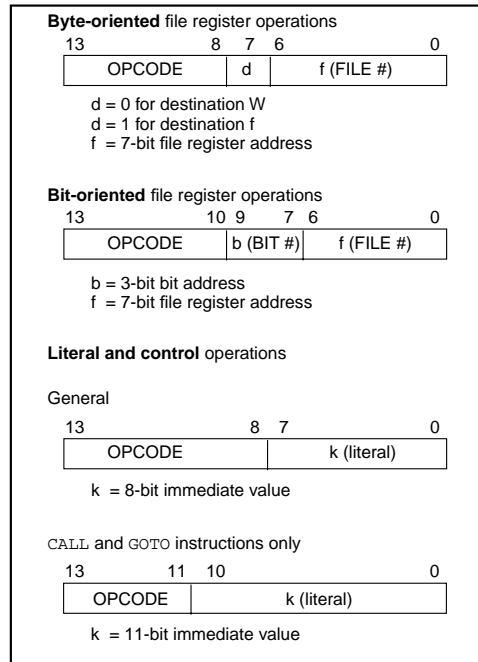 Byte-oriented file register operations
13 8 7 6 0
OPCODE d f (FILE #)
d = 0 for destination W
d = 1 for destination f
f = 7-bit file register address
Bit-oriented file register operations
13 10 9 7 6 0
OPCODE b (BIT #) f (FILE #)
b = 3-bit bit address
f = 7-bit file register address
Literal and control operations
General
13 8 7 0
OPCODE k (literal)
k = 8-bit immediate value
CALL and GOTO instructions only
13 11 10 0
OPCODE k (literal)
k = 11-bit immediate value